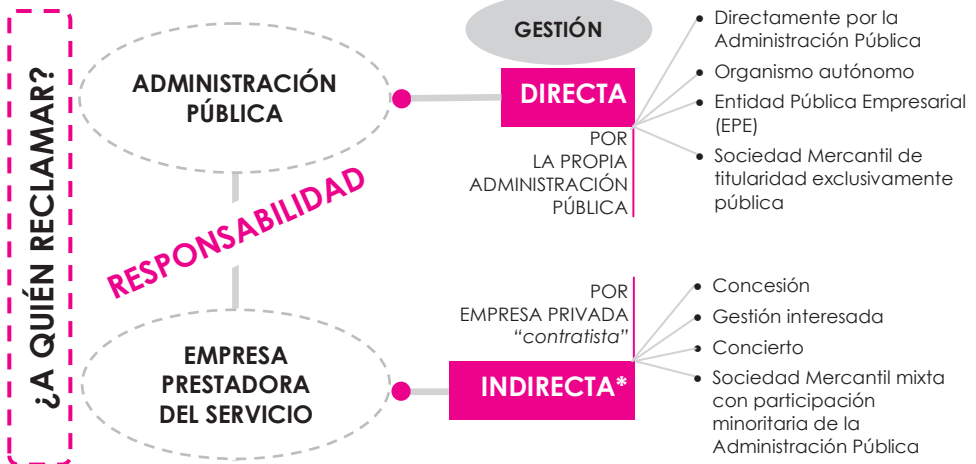 ¿A QUIÉN RECLAMAR?
ADMINISTRACIÓN
PÚBLICA
RESPONSABILIDAD
EMPRESA
PRESTADORA
DEL SERVICIO
GESTIÓN
DIRECTA
POR
LA PROPIA
ADMINISTRACIÓN
PÚBLICA
• Directamente por la
Administración Pública
• Organismo autónomo
• Entidad Pública Empresarial
(EPE)
• Sociedad Mercantil de
titularidad exclusivamente
pública
POR
EMPRESA PRIVADA
“contratista”
INDIRECTA*
• Concesión
• Gestión interesada
• Concierto
• Sociedad Mercantil mixta
con participación
minoritaria de la
Administración Pública